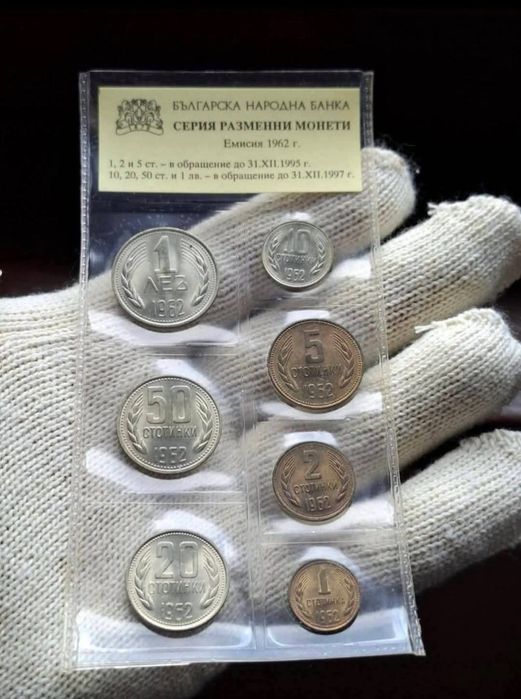 БЪЛГАРСКА НАРОДНА БАНКА
СЕРИЯ РАЗМЕННИ МОНЕТИ
Емисия 1962 г.
1, 2 и 5 ст. – в обращение до 31.XII.1995 г.
10, 20, 50 ст. и 1 лв. – в обращение до 31.XII.1997 г.
1
ЛЕВ
1962
10
СТОТИНКИ
1962
5
СТОТИНКИ
1962
50
СТОТИНКИ
1962
2
СТОТИНКИ
1962
20
СТОТИНКИ
1962
1
СТОТИНКА
1962